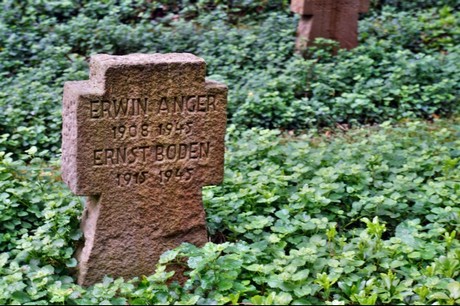 ERWIN ANGER
1908 1945
ERNST BODEN
1915 1945